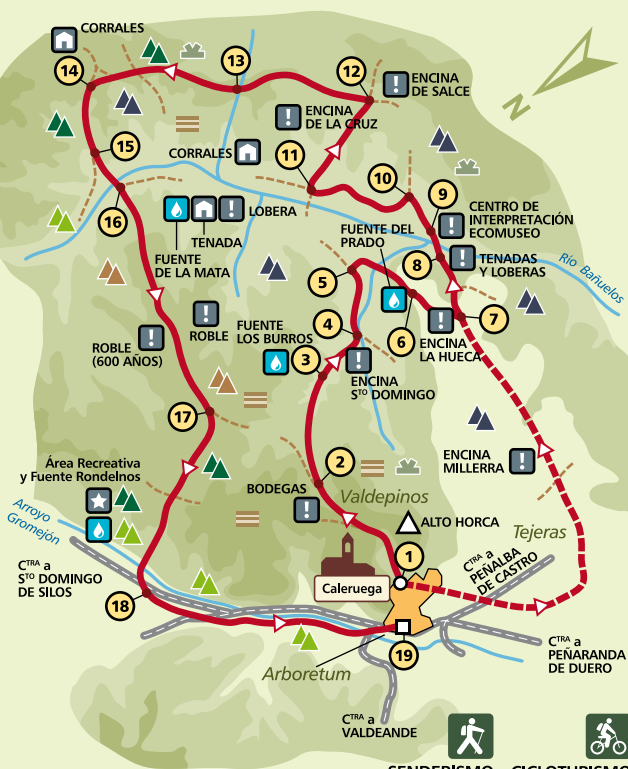 CORRALES
14
13
12
ENCINA
DE SALCE
N
ENCINA
DE LA CRUZ
15
CORRALES
11
10
9
16
LOBERA
TENADA
FUENTE
DE LA MATA
FUENTE DEL
PRADO
CENTRO DE
INTERPRETACIÓN
ECOMUSEO
8
TENADAS
Y LOBERAS
Río Bañuelos
5
4
6
7
ENCINA
LA HUECA
ROBLE
ROBLE
(600 AÑOS)
FUENTE
LOS BURROS
3
ENCINA
Sᵀᴼ DOMINGO
17
2
ENCINA
MILLERRA
Área Recreativa
y Fuente Rondelnos
BODEGAS
Valdepinos
ALTO HORCA
Tejeras
Arroyo
Gromejón
1
Cᵀᴿᴬ a
PEÑALBA
DE CASTRO
Cᵀᴿᴬ a
Sᵀᴼ DOMINGO
DE SILOS
Caleruega
18
19
Arboretum
Cᵀᴿᴬ a
PEÑARANDA
DE DUERO
Cᵀᴿᴬ a
VALDEANDE
SENDERISMO
CICLOTURISMO